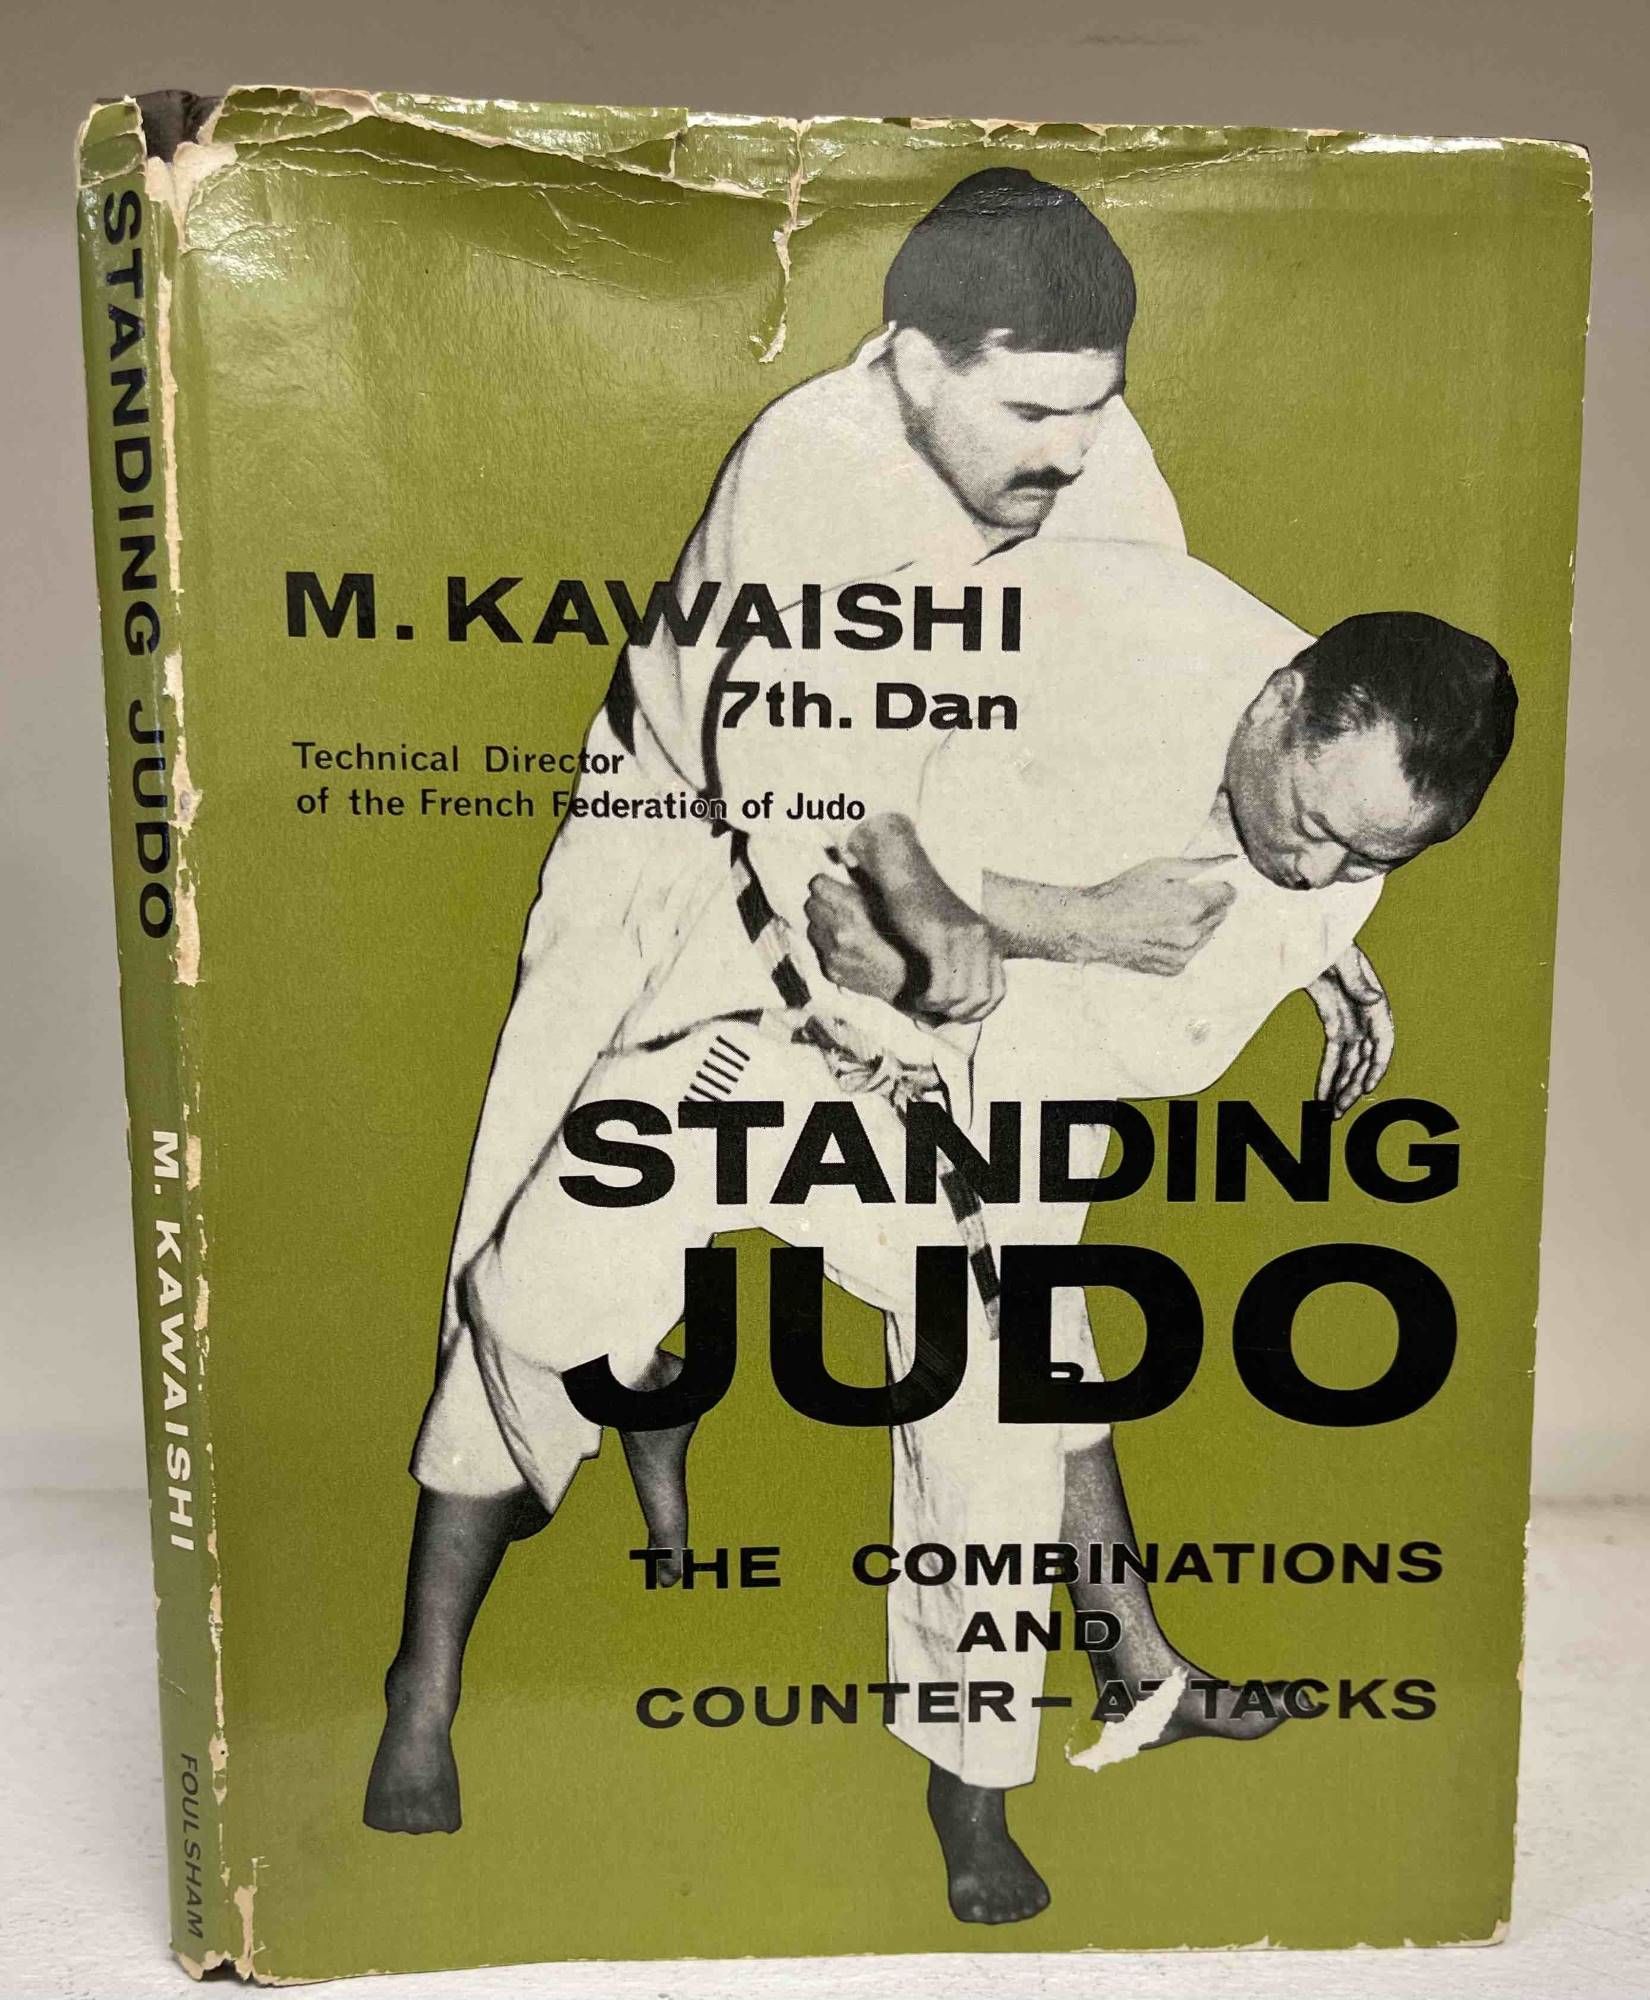 STANDING JUDO
M. KAWAISHI
FOULSHAM
M. KAWAISHI
7th. Dan
Technical Director
of the French Federation of Judo
STANDING
JUDO
THE COMBINATIONS
AND
COUNTER-ATTACKS